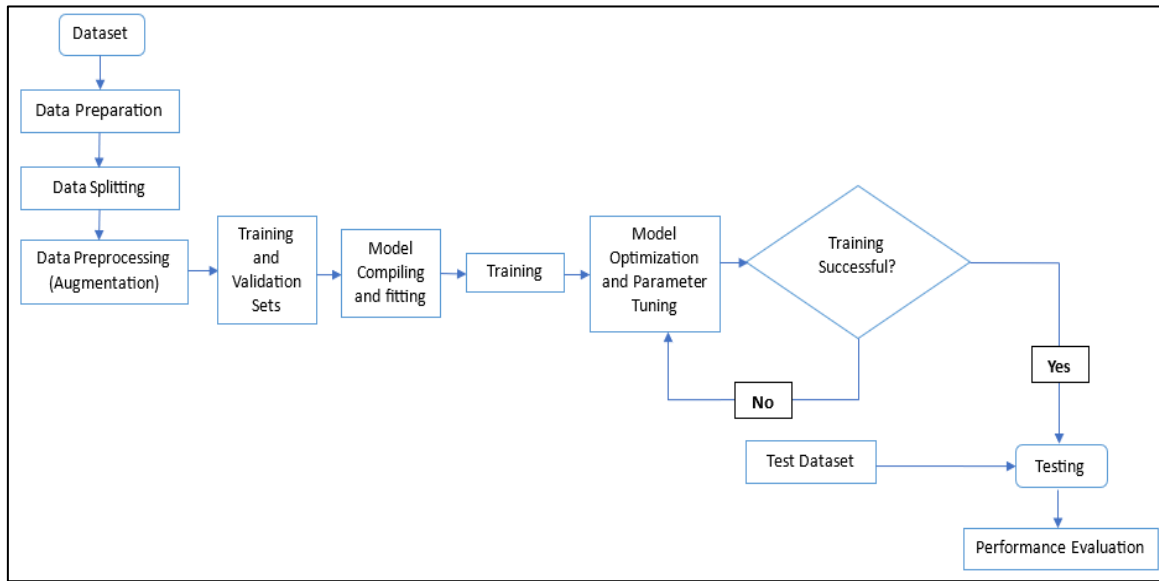 Dataset
Data Preparation
Data Splitting
Data Preprocessing
(Augmentation)
Training
and
Validation
Sets
Model
Compiling
and fitting
Training
Model
Optimization
and Parameter
Tuning
Training
Successful?
No
Yes
Test Dataset
Testing
Performance Evaluation